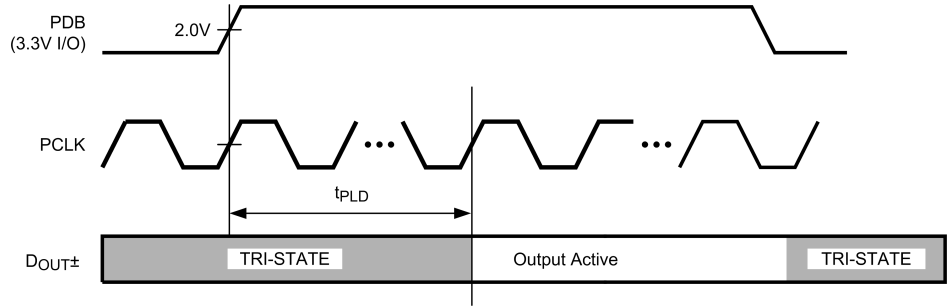 PDB
(3.3V I/O)
2.0V
PCLK
tPLD
DOUT±
TRI-STATE
Output Active
TRI-STATE